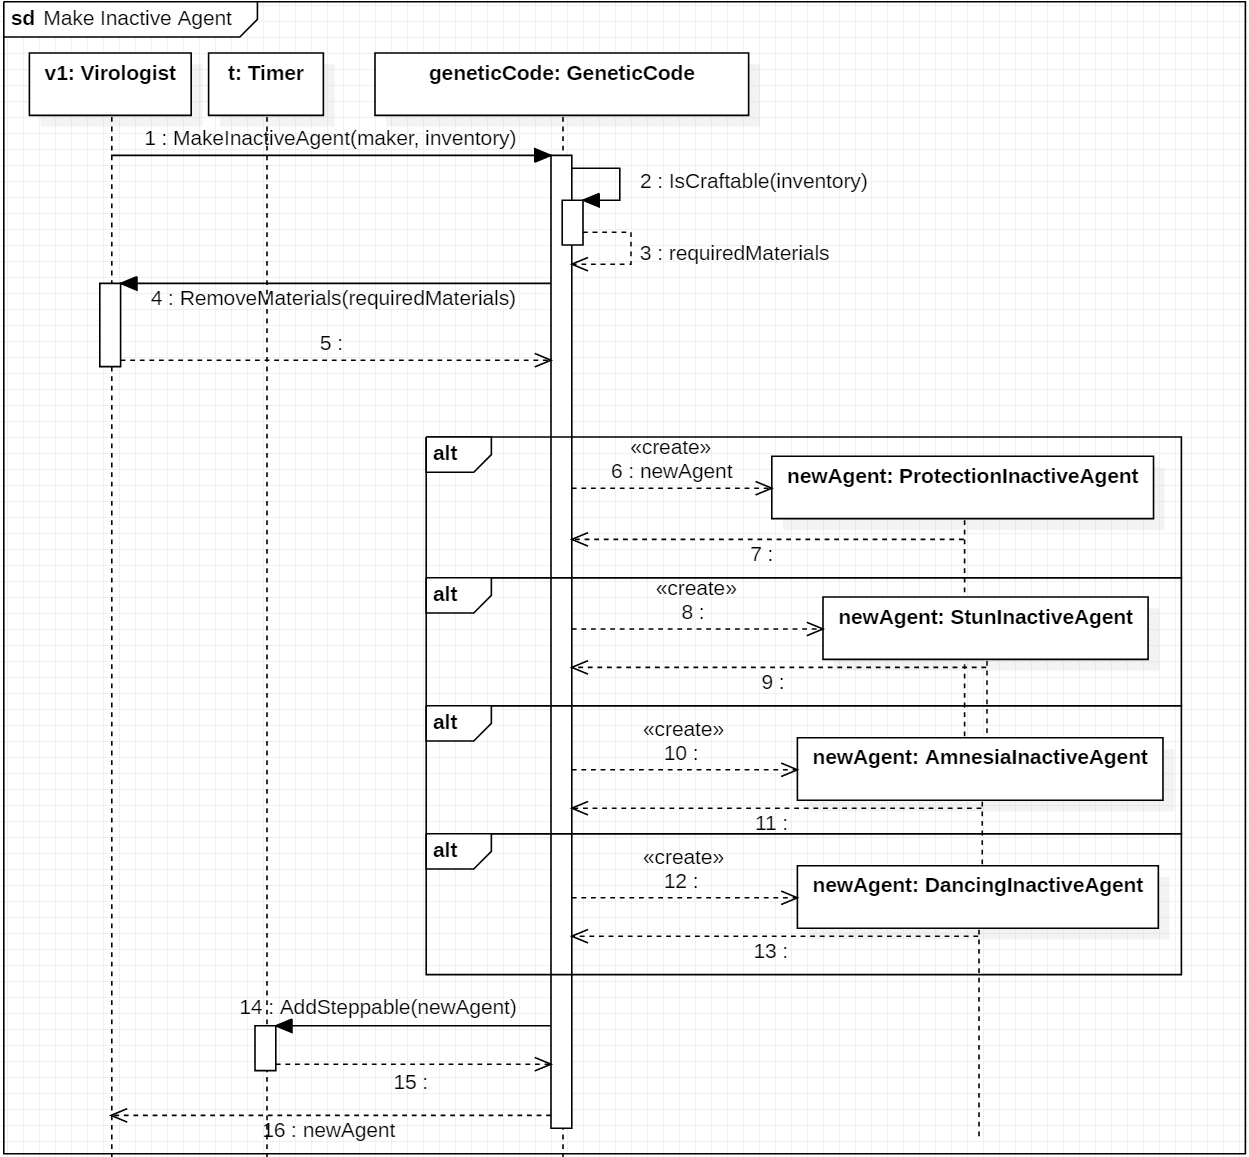 sd Make Inactive Agent
v1: Virologist
t: Timer
geneticCode: GeneticCode
1 : MakeInactiveAgent(maker, inventory)
2 : IsCraftable(inventory)
3 : requiredMaterials
4 : RemoveMaterials(requiredMaterials)
5 :
alt
«create»
6 : newAgent
newAgent: ProtectionInactiveAgent
7 :
alt
«create»
8 :
newAgent: StunInactiveAgent
9 :
alt
«create»
10 :
newAgent: AmnesiaInactiveAgent
11 :
alt
«create»
12 :
newAgent: DancingInactiveAgent
13 :
14 : AddSteppable(newAgent)
15 :
16 : newAgent